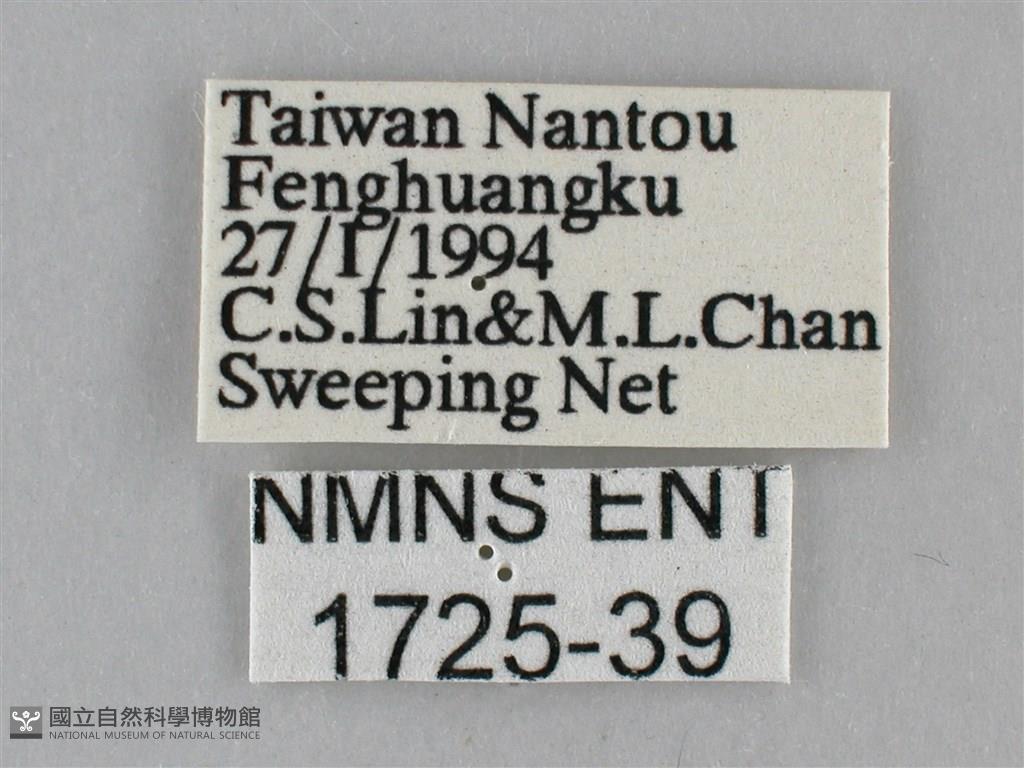 Taiwan Nantou
Fenghuangku
27/I/1994
C.S.Lin&M.L.Chan
Sweeping Net
NMNS ENT
1725-39
國立自然科學博物館
NATIONAL MUSEUM OF NATURAL SCIENCE